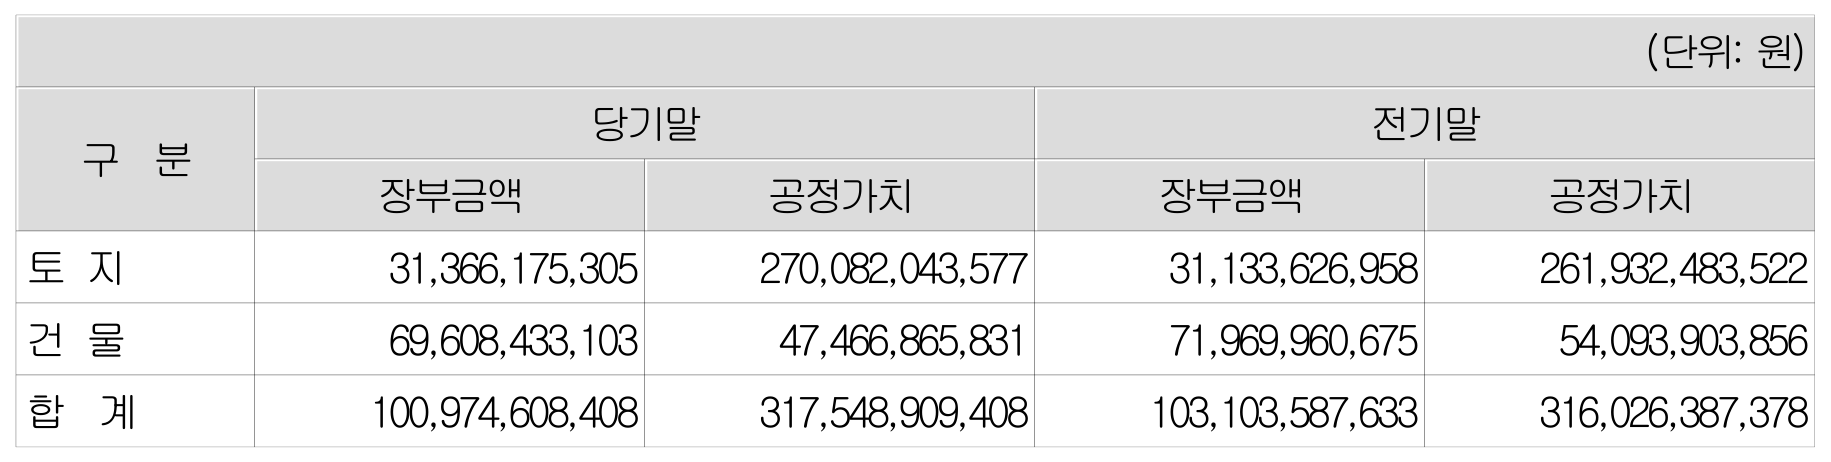 (단위: 원)
구 분 당기말 전기말
장부금액 공정가치 장부금액 공정가치
토 지 31,366,175,305 270,082,043,577 31,133,626,958 261,932,483,522
건 물 69,608,433,103 47,466,865,831 71,969,960,675 54,093,903,856
합 계 100,974,608,408 317,548,909,408 103,103,587,633 316,026,387,378